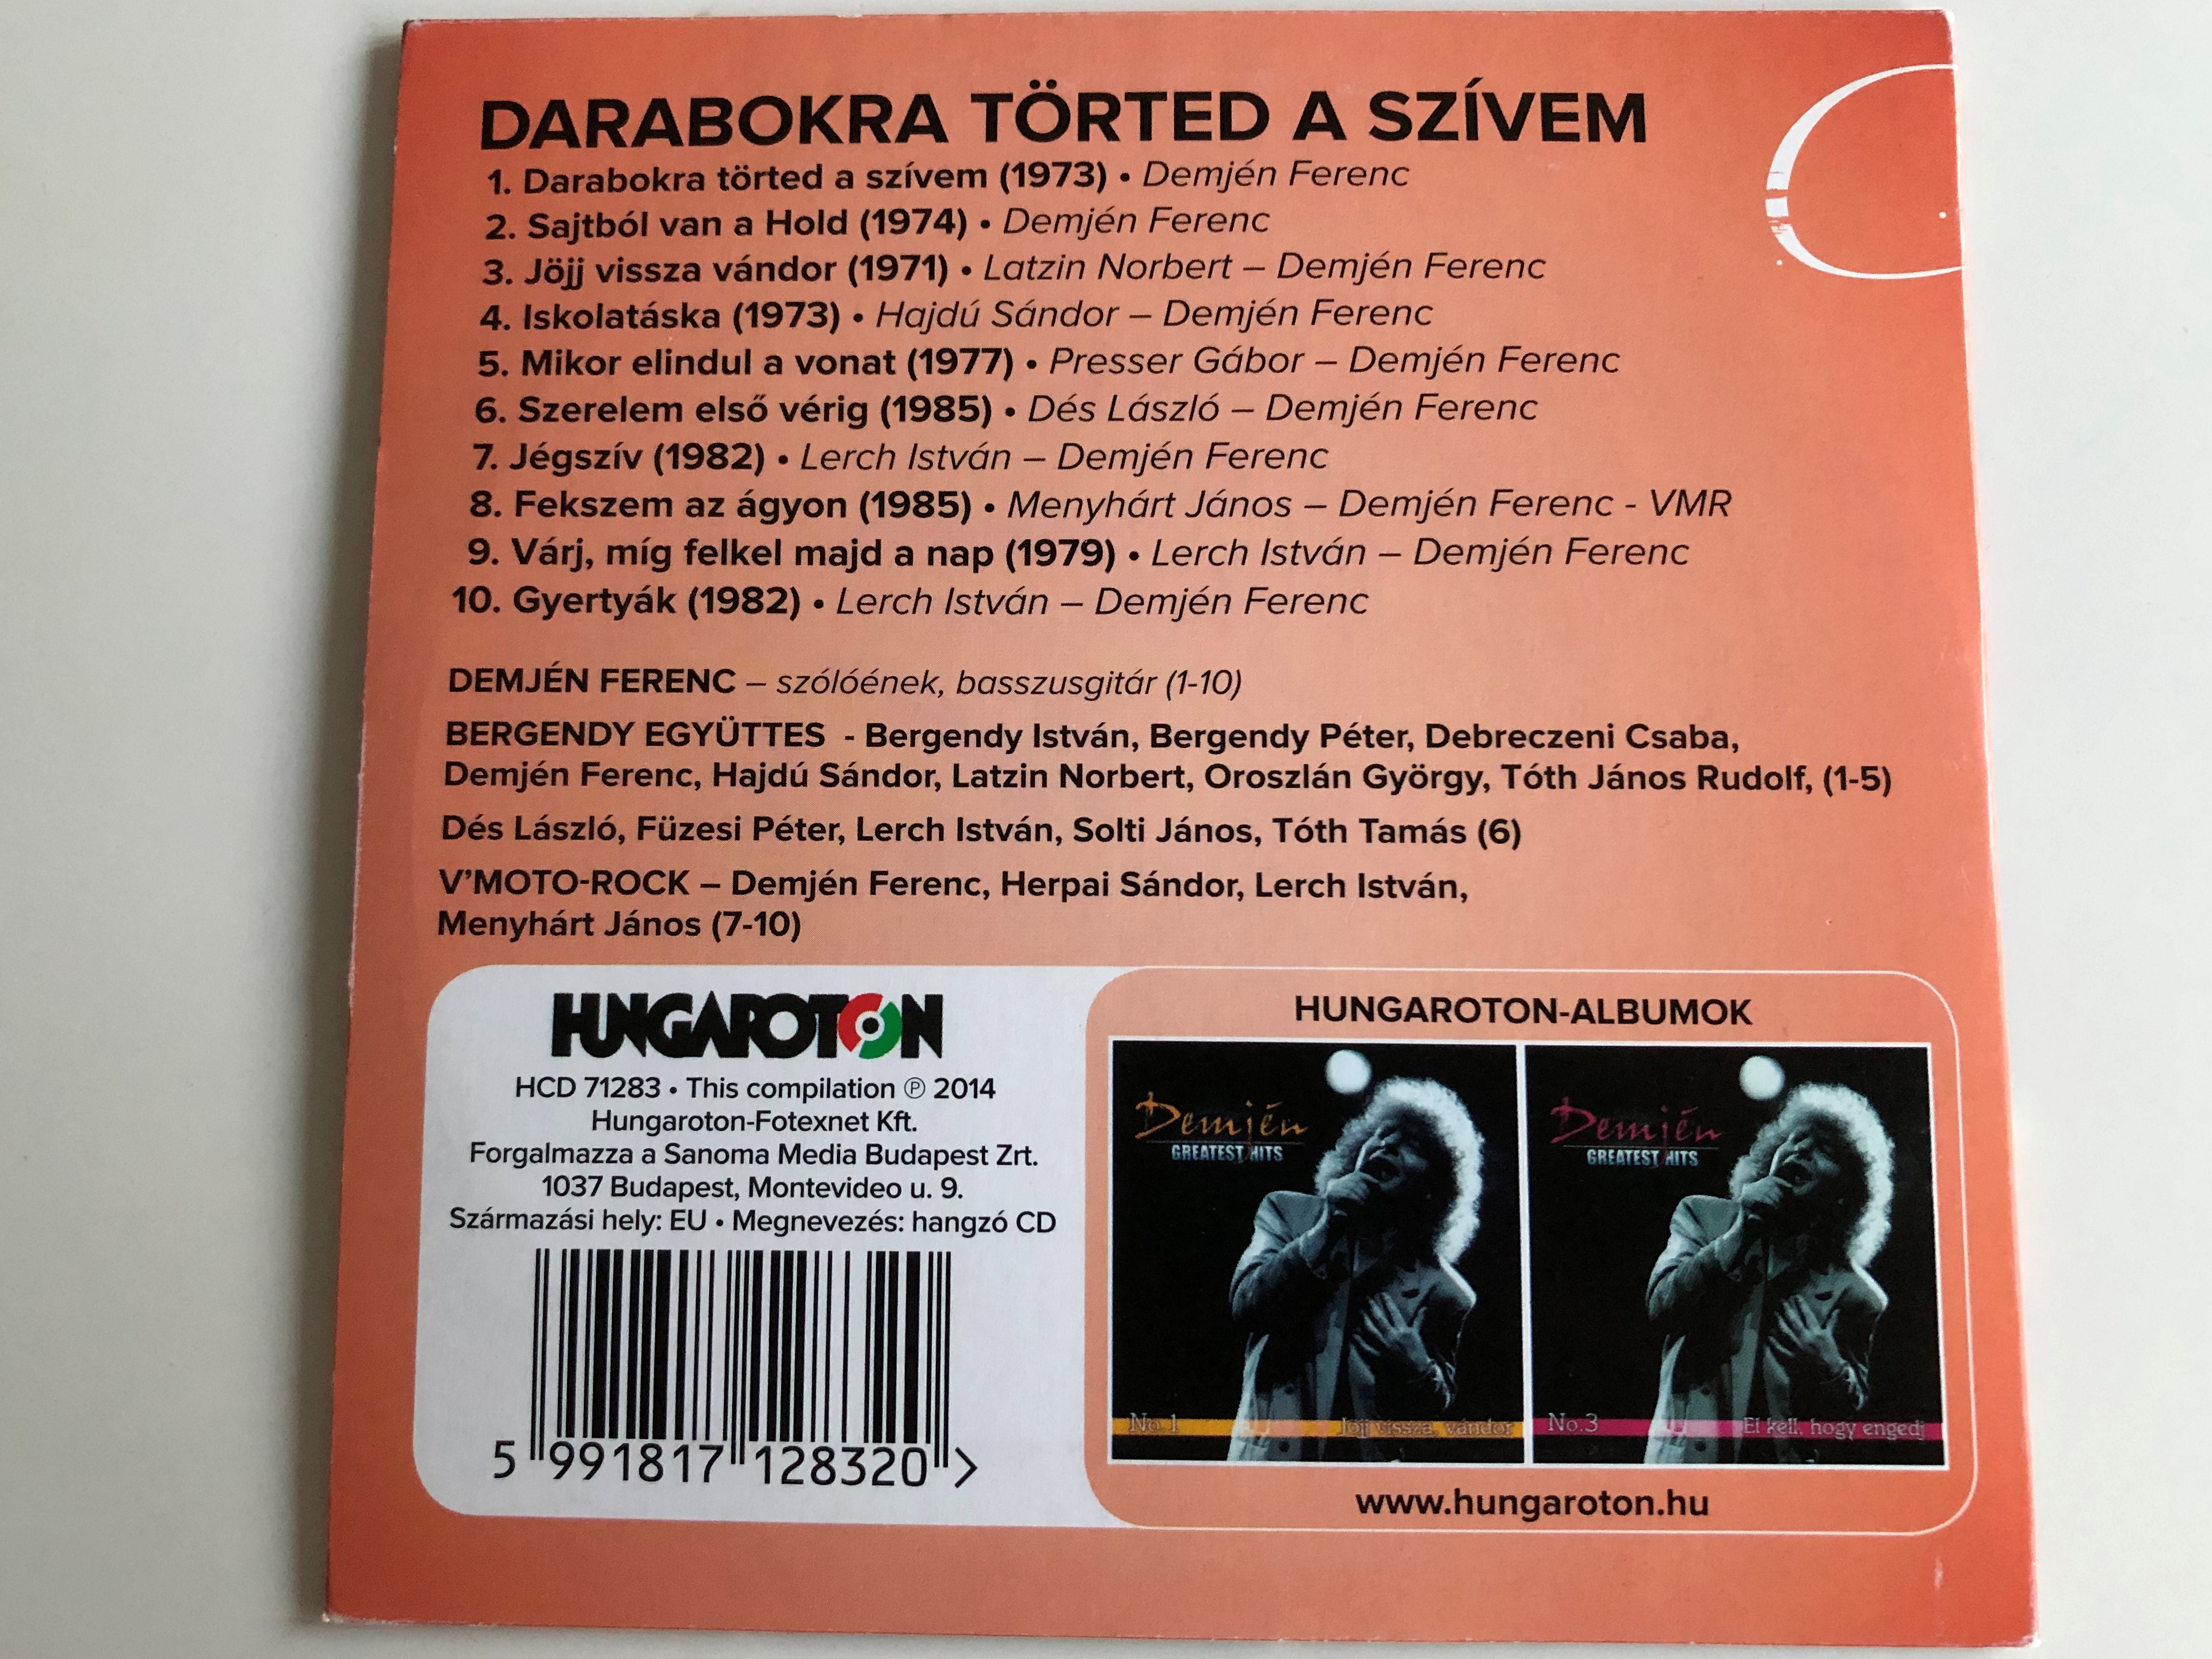 DARABOKRA TÖRTED A SZÍVEM
1. Darabokra törted a szívem (1973) • Demjén Ferenc
2. Sajtból van a Hold (1974) • Demjén Ferenc
3. Jöjj vissza vándor (1971) • Latzin Norbert – Demjén Ferenc
4. Iskolatáska (1973) • Hajdú Sándor – Demjén Ferenc
5. Mikor elindul a vonat (1977) • Presser Gábor – Demjén Ferenc
6. Szerelem első vérig (1985) • Dés László – Demjén Ferenc
7. Jégszív (1982) • Lerch István – Demjén Ferenc
8. Fekszem az ágyon (1985) • Menyhárt János – Demjén Ferenc - VMR
9. Várj, míg felkel majd a nap (1979) • Lerch István – Demjén Ferenc
10. Gyertyák (1982) • Lerch István – Demjén Ferenc
DEMJÉN FERENC – szólóének, basszusgitár (1-10)
BERGENDY EGYÜTTES - Bergendy István, Bergendy Péter, Debreczeni Csaba,
Demjén Ferenc, Hajdú Sándor, Latzin Norbert, Oroszlán György, Tóth János Rudolf, (1-5)
Dés László, Füzesi Péter, Lerch István, Solti János, Tóth Tamás (6)
V'MOTO-ROCK – Demjén Ferenc, Herpai Sándor, Lerch István,
Menyhárt János (7-10)
HUNGAROTON
HCD 71283 • This compilation ℗ 2014
Hungaroton-Fotexnet Kft.
Forgalmazza a Sanoma Media Budapest Zrt.
1037 Budapest, Montevideo u. 9.
Származási hely: EU • Megnevezés: hangzó CD
5 991817 128320 >
HUNGAROTON-ALBUMOK
Demjén
GREATEST HITS
No.1 Jöjj vissza, vándor
Demjén
GREATEST HITS
No.3 El kell, hogy engedj
www.hungaroton.hu